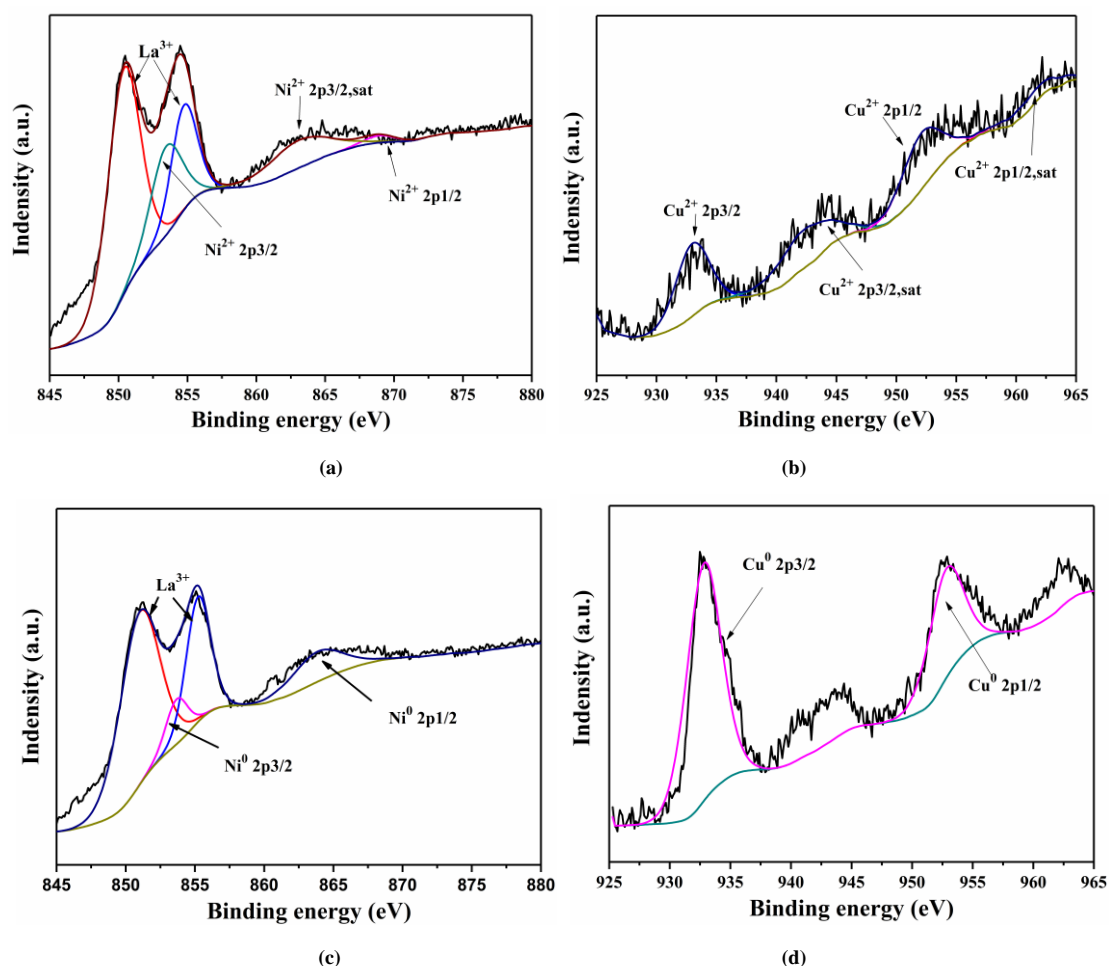 La³⁺
Ni²⁺ 2p3/2,sat
Ni²⁺ 2p1/2
Ni²⁺ 2p3/2
Indensity (a.u.)
845 850 855 860 865 870 875 880
Binding energy (eV)
(a)
Cu²⁺ 2p1/2
Cu²⁺ 2p3/2
Cu²⁺ 2p1/2,sat
Cu²⁺ 2p3/2,sat
Indensity (a.u.)
925 930 935 940 945 950 955 960 965
Binding energy (eV)
(b)
La³⁺
Ni⁰ 2p1/2
Ni⁰ 2p3/2
Indensity (a.u.)
845 850 855 860 865 870 875 880
Binding energy (eV)
(c)
Cu⁰ 2p3/2
Cu⁰ 2p1/2
Indensity (a.u.)
925 930 935 940 945 950 955 960 965
Binding energy (eV)
(d)